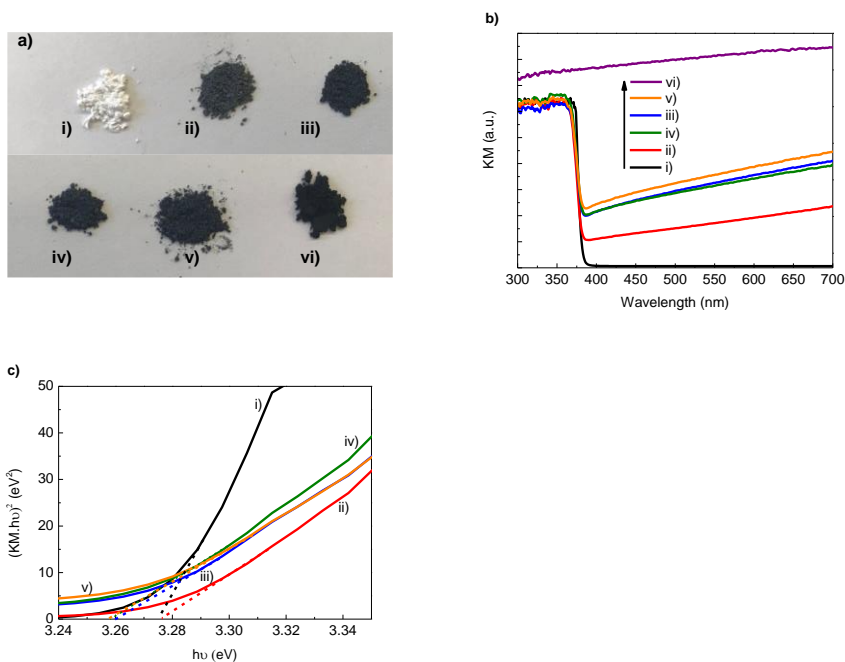 a)
i)
ii)
iii)
iv)
v)
vi)
b)
KM (a.u.)
vi)
v)
iii)
iv)
ii)
i)
300 350 400 450 500 550 600 650 700
Wavelength (nm)
c)
(KM.hυ)² (eV²)
50
40
30
20
10
0
i)
iv)
ii)
iii)
v)
3.24 3.26 3.28 3.30 3.32 3.34
hυ (eV)